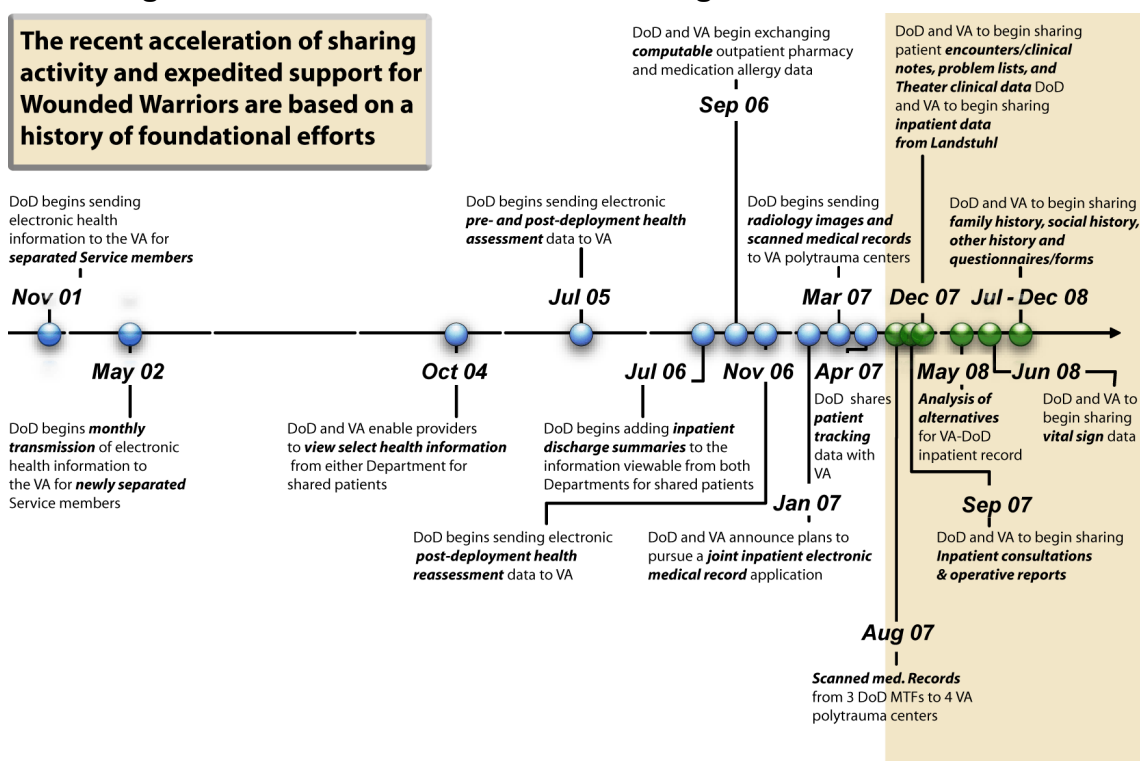 The recent acceleration of sharing
activity and expedited support for
Wounded Warriors are based on a
history of foundational efforts
DoD and VA begin exchanging
computable outpatient pharmacy
and medication allergy data
Sep 06
DoD and VA to begin sharing
patient encounters/clinical
notes, problem lists, and
Theater clinical data DoD
and VA to begin sharing
inpatient data
from Landstuhl
DoD begins sending
electronic health
information to the VA for
separated Service members
Nov 01
DoD begins sending electronic
pre- and post-deployment health
assessment data to VA
Jul 05
DoD begins sending
radiology images and
scanned medical records
to VA polytrauma centers
Mar 07
Dec 07
DoD and VA to begin sharing
family history, social history,
other history and
questionnaires/forms
Jul - Dec 08
May 02
DoD begins monthly
transmission of electronic
health information to
the VA for newly separated
Service members
Oct 04
DoD and VA enable providers
to view select health information
from either Department for
shared patients
Jul 06
DoD begins adding inpatient
discharge summaries to the
information viewable from both
Departments for shared patients
Nov 06
DoD begins sending electronic
post-deployment health
reassessment data to VA
Apr 07
DoD shares
patient
tracking
data with
VA
Jan 07
DoD and VA announce plans to
pursue a joint inpatient electronic
medical record application
May 08
Analysis of
alternatives
for VA-DoD
inpatient record
Jun 08
DoD and VA to
begin sharing
vital sign data
Sep 07
DoD and VA to begin sharing
Inpatient consultations
& operative reports
Aug 07
Scanned med. Records
from 3 DoD MTFs to 4 VA
polytrauma centers